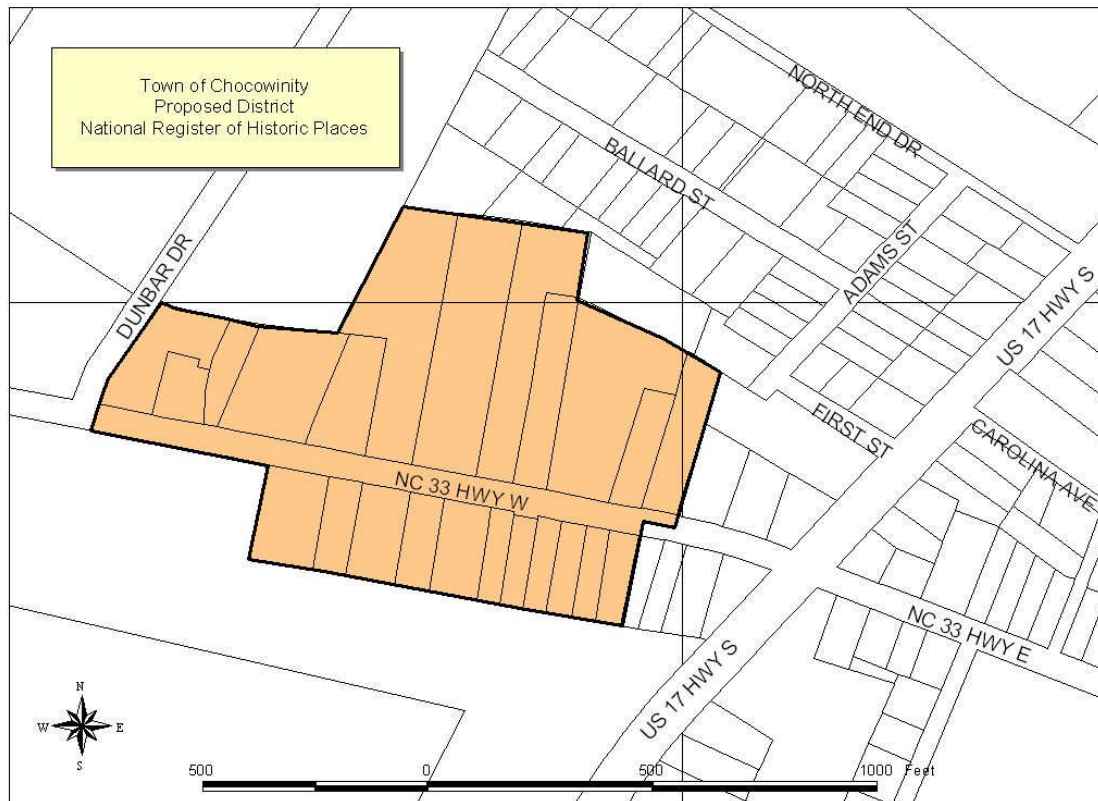 Town of Chocowinity
Proposed District
National Register of Historic Places
NORTH END DR
BALLARD ST
ADAMS ST
DUNBAR DR
US 17 HWY S
FIRST ST
CAROLINA AVE
NC 33 HWY W
NC 33 HWY E
US 17 HWY S
N
W E
S
500 0 500 1000 Feet